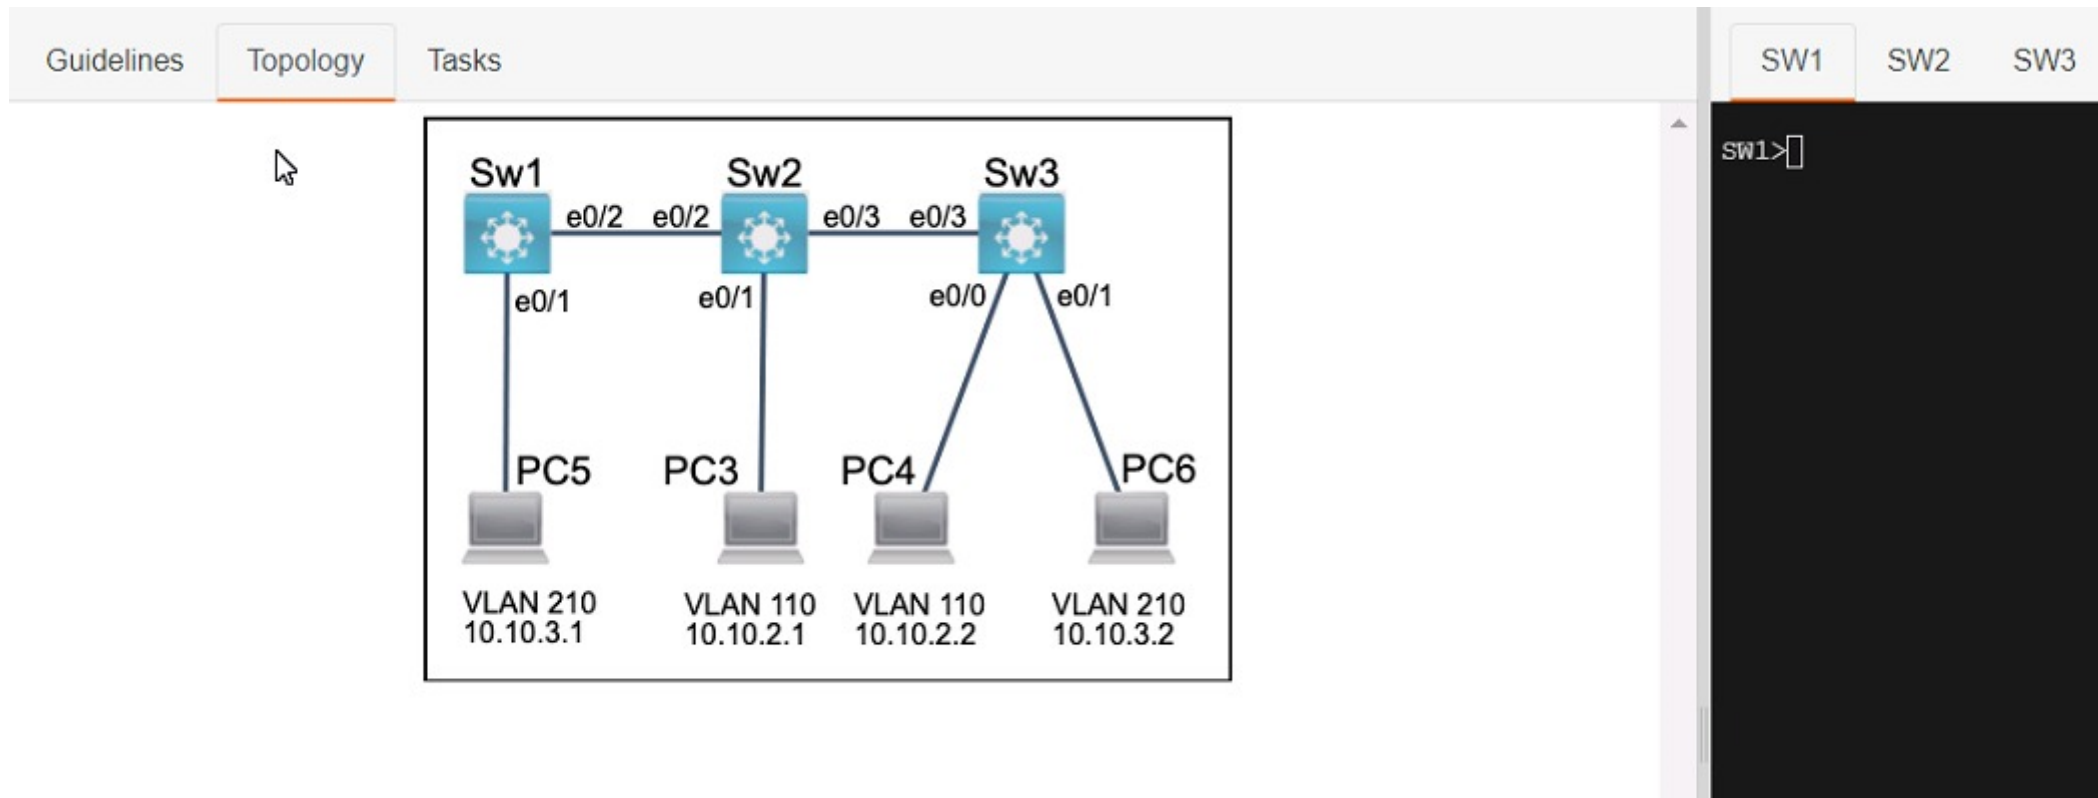 Guidelines Topology Tasks
SW1 SW2 SW3
SW1>
Sw1 Sw2 Sw3
e0/2 e0/2 e0/3 e0/3
e0/1 e0/1 e0/0 e0/1
PC5 PC3 PC4 PC6
VLAN 210 VLAN 110 VLAN 110 VLAN 210
10.10.3.1 10.10.2.1 10.10.2.2 10.10.3.2